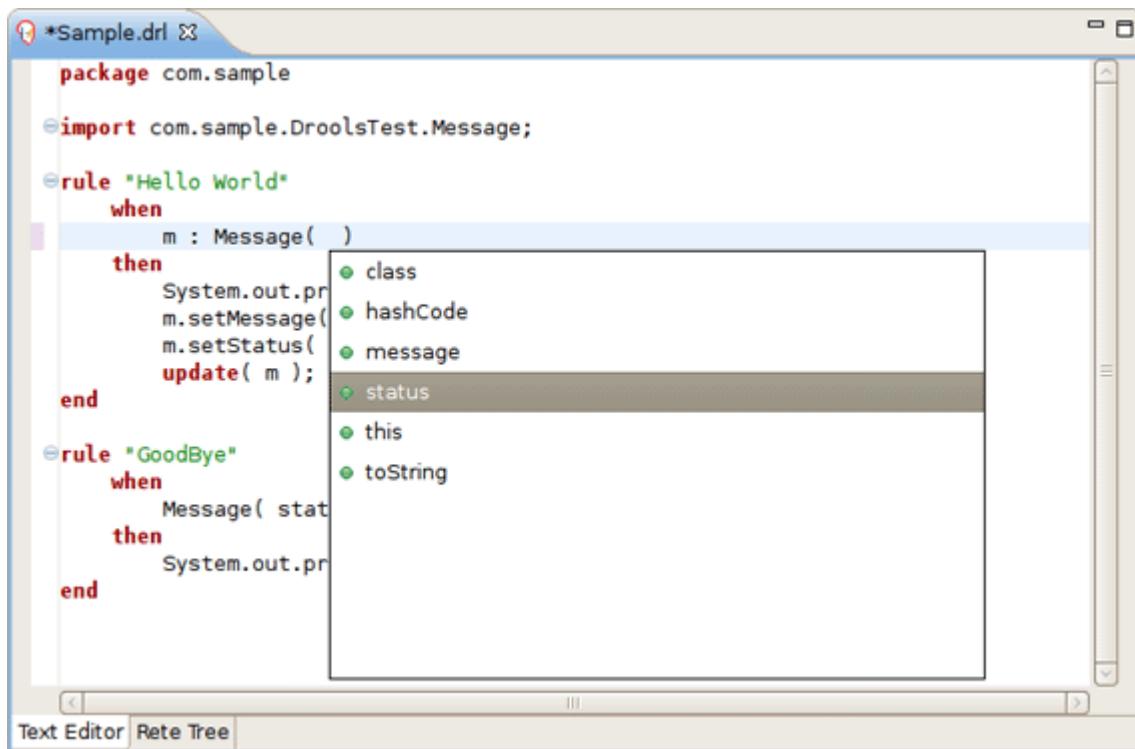 *Sample.drl
package com.sample
import com.sample.DroolsTest.Message;
rule "Hello World"
when
m : Message(  )
then
System.out.pr
m.setMessage(
m.setStatus(
update( m );
end
rule "GoodBye"
when
Message( stat
then
System.out.pr
end
class
hashCode
message
status
this
toString
Text Editor Rete Tree